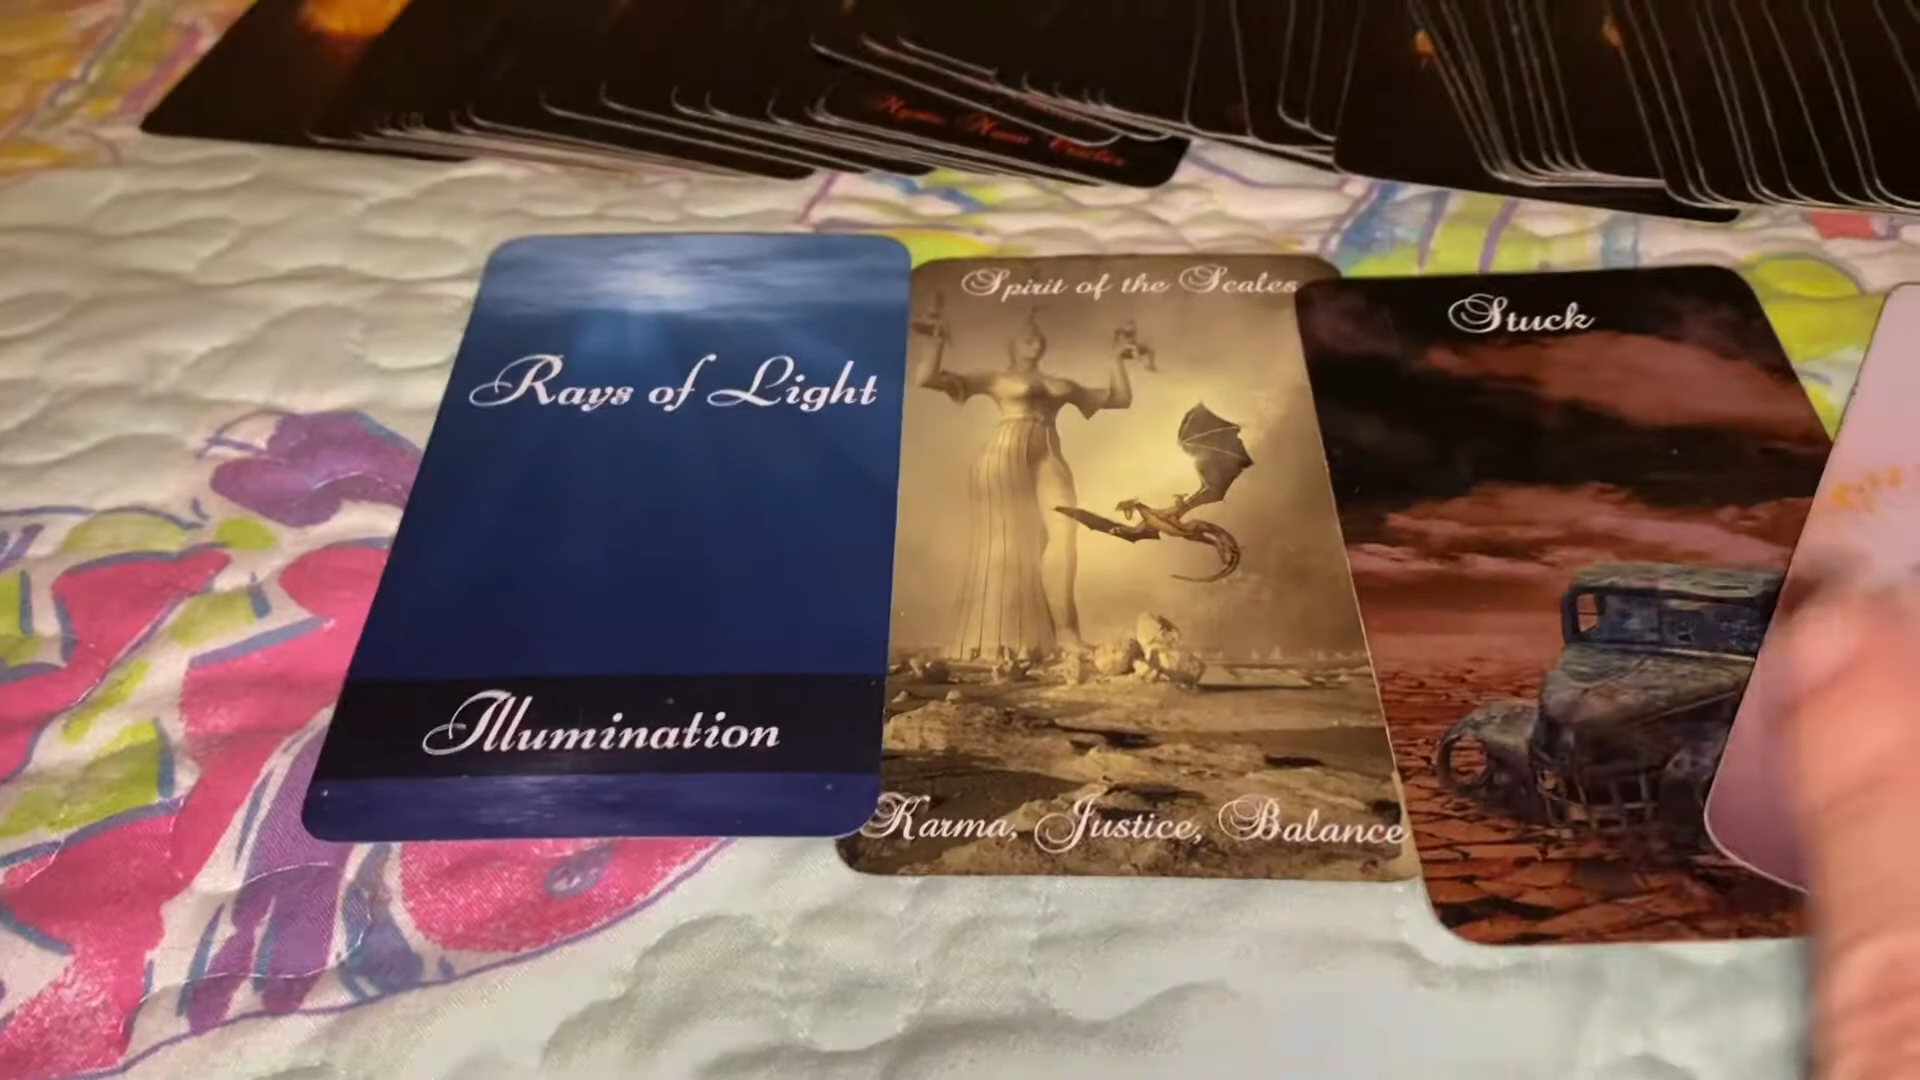 Rays of Light
Illumination
Spirit of the Scales
Karma, Justice, Balance
Stuck